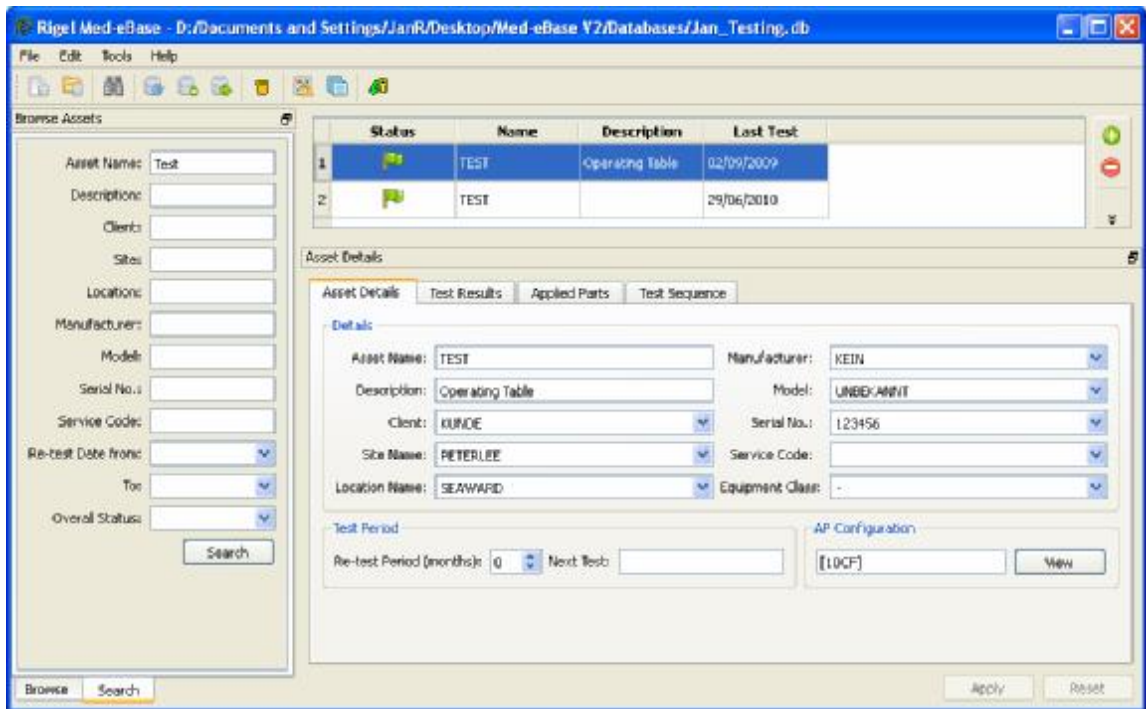 Rigel Med-eBase - D:/Documents and Settings/JanR/Desktop/Med-eBase V2/Databases/Jan_Testing.db
File Edit Tools Help
Browse Assets
Asset Name: Test
Description:
Client:
Site:
Location:
Manufacturer:
Model:
Serial No.:
Service Code:
Re-test Date from:
To:
Overal Status:
Search
Browse Search
Status Name Description Last Test
1 TEST Operating Table 02/09/2009
2 TEST 29/06/2010
Asset Details
Asset Details Test Results Applied Parts Test Sequence
Details
Asset Name: TEST Manufacturer: KEIN
Description: Operating Table Model: UNBEKANNT
Client: KUNDE Serial No.: 123456
Site Name: PETERLEE Service Code:
Location Name: SEAWARD Equipment Class: -
Test Period AP Configuration
Re-test Period (months): 0 Next Test: [10CF] View
Apply Reset